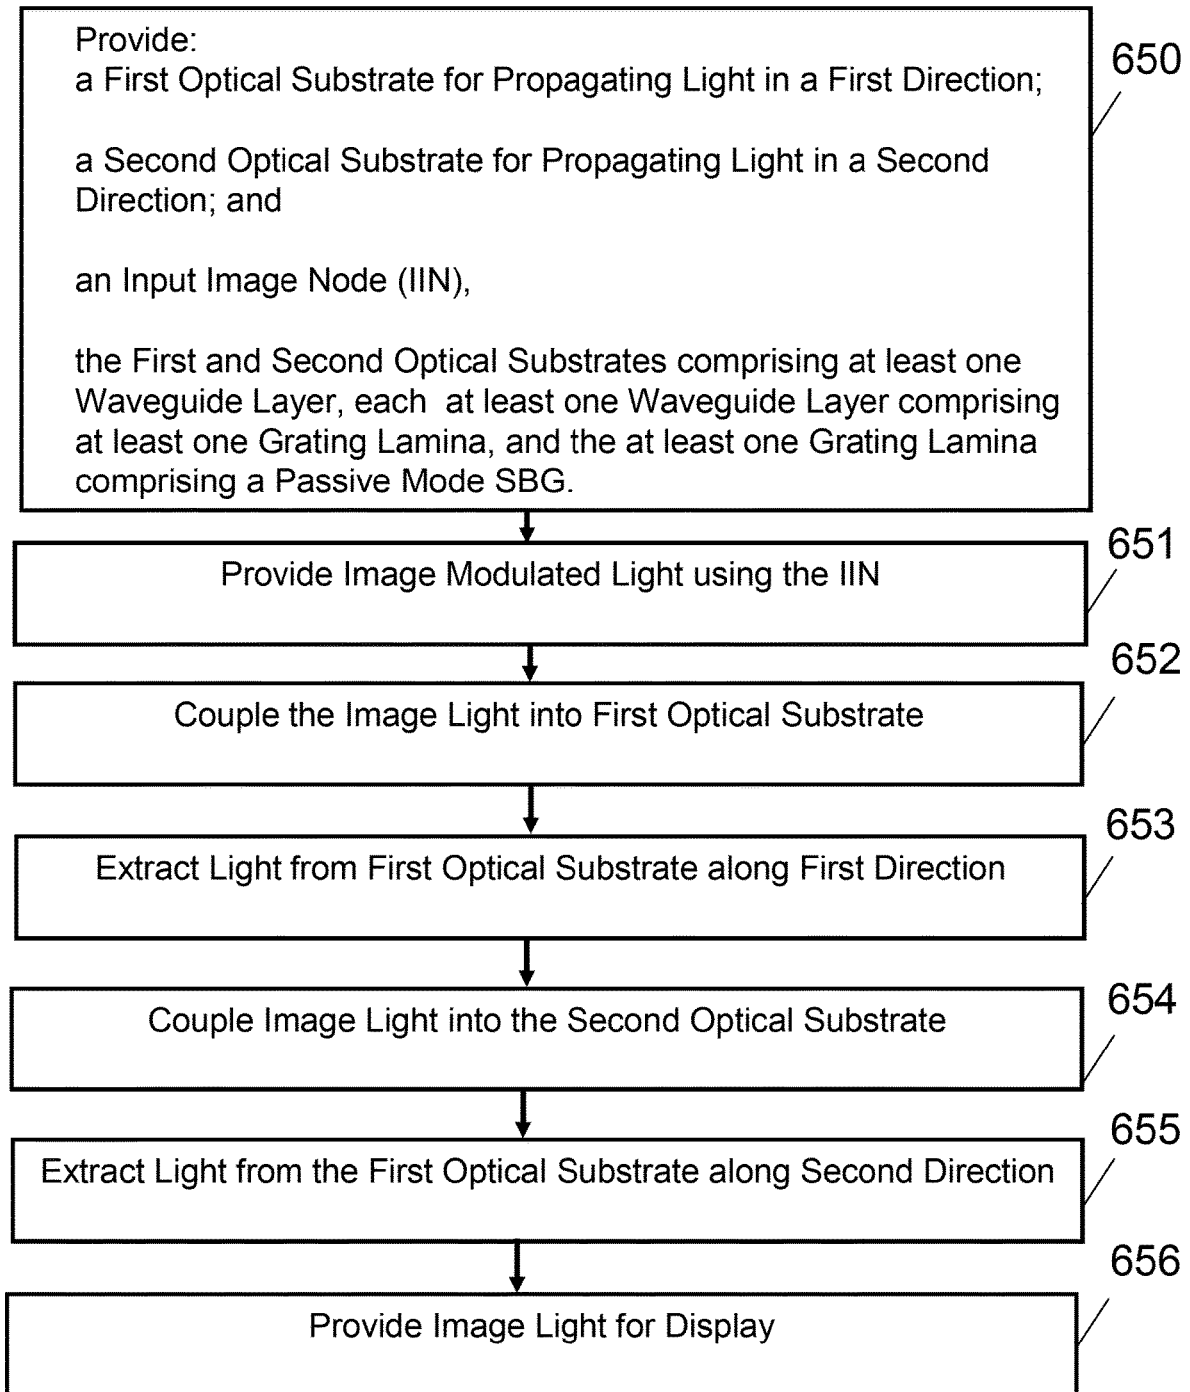 Provide:
a First Optical Substrate for Propagating Light in a First Direction;
650
a Second Optical Substrate for Propagating Light in a Second
Direction; and
an Input Image Node (IIN),
the First and Second Optical Substrates comprising at least one
Waveguide Layer, each at least one Waveguide Layer comprising
at least one Grating Lamina, and the at least one Grating Lamina
comprising a Passive Mode SBG.
651
Provide Image Modulated Light using the IIN
652
Couple the Image Light into First Optical Substrate
653
Extract Light from First Optical Substrate along First Direction
654
Couple Image Light into the Second Optical Substrate
655
Extract Light from the First Optical Substrate along Second Direction
656
Provide Image Light for Display